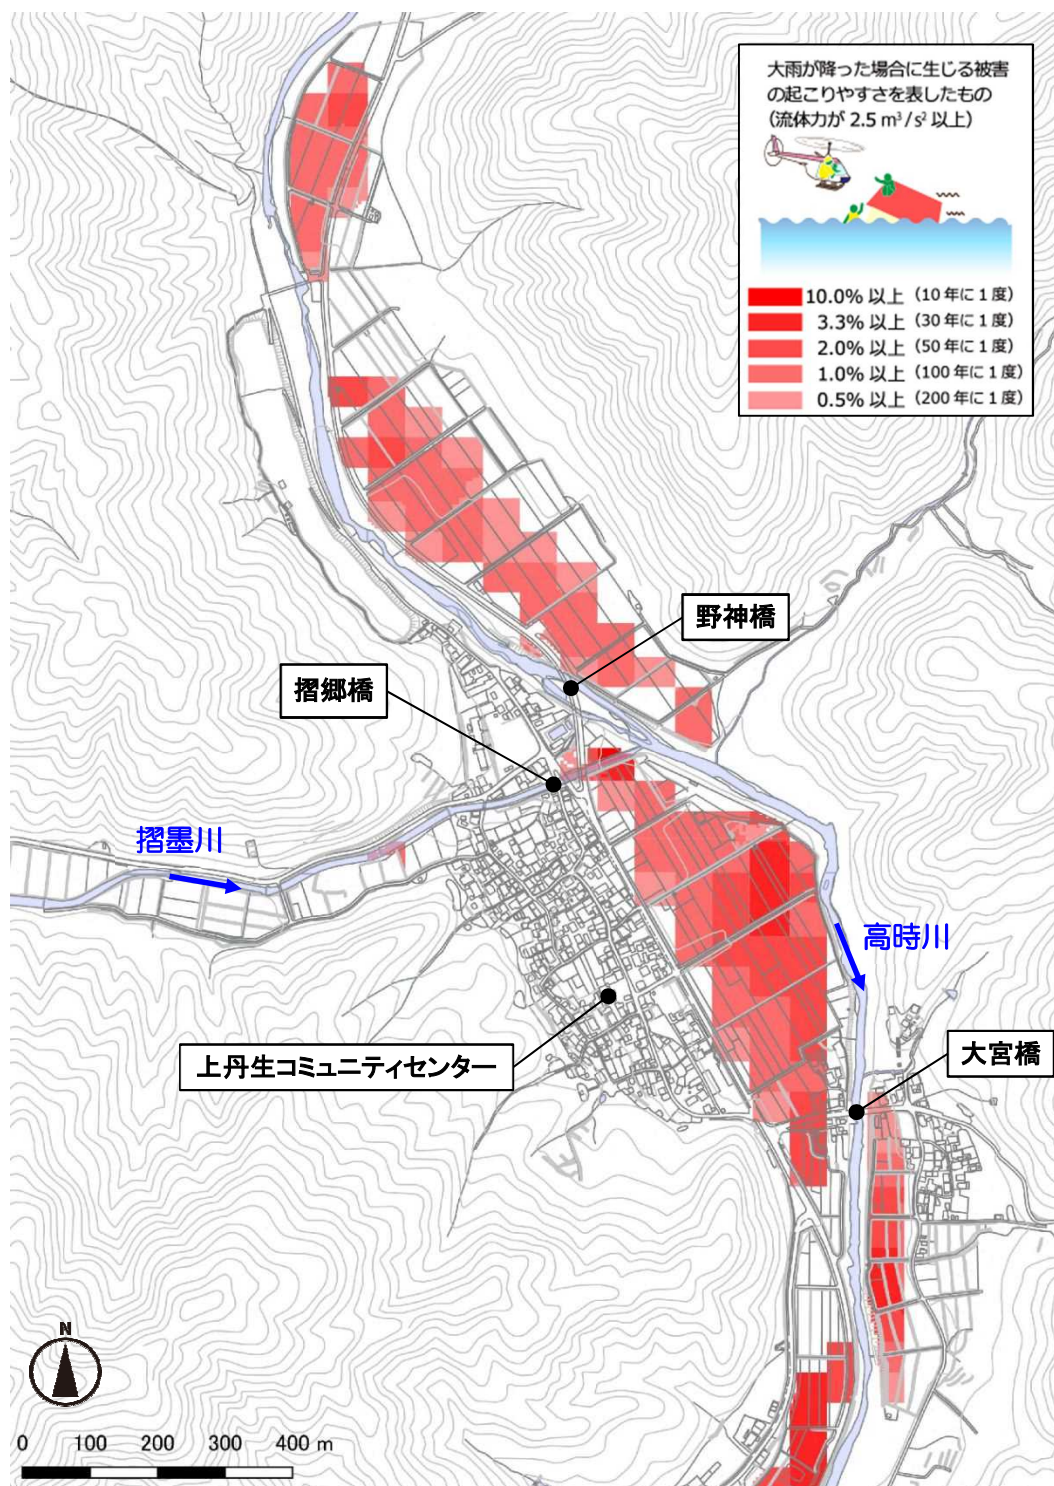 大雨が降った場合に生じる被害
の起こりやすさを表したもの
（流体力が 2.5 m³ / s² 以上）
10.0% 以上（10 年に 1 度）
3.3% 以上（30 年に 1 度）
2.0% 以上（50 年に 1 度）
1.0% 以上（100 年に 1 度）
0.5% 以上（200 年に 1 度）
野神橋
摺郷橋
摺墨川
高時川
大宮橋
上丹生コミュニティセンター
N
0 100 200 300 400 m